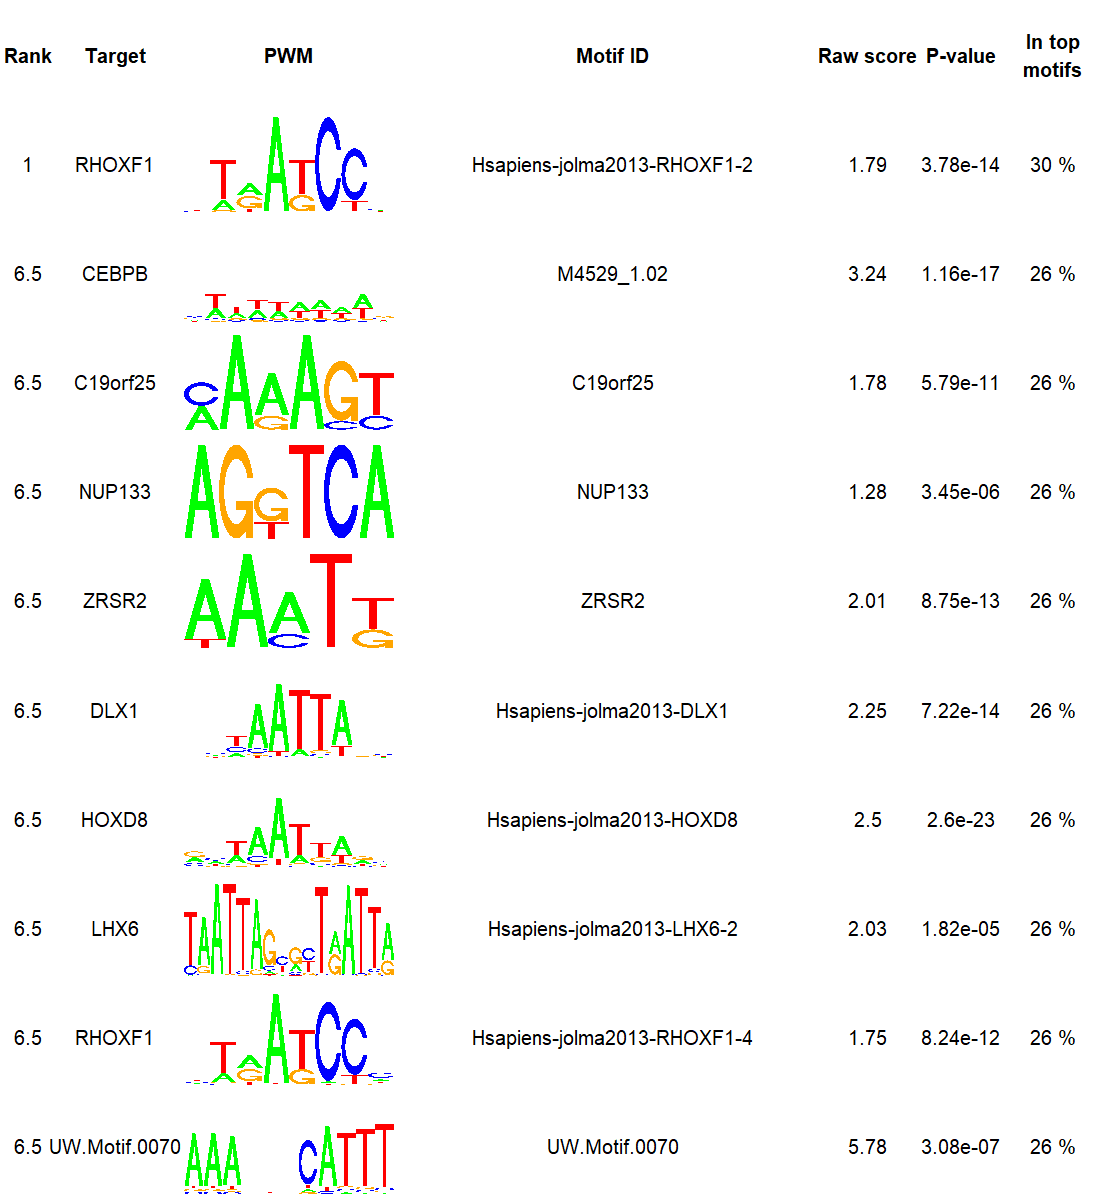 Rank Target PWM Motif ID Raw score P-value In top motifs
1 RHOXF1 Hsapiens-jolma2013-RHOXF1-2 1.79 3.78e-14 30 %
6.5 CEBPB M4529_1.02 3.24 1.16e-17 26 %
6.5 C19orf25 C19orf25 1.78 5.79e-11 26 %
6.5 NUP133 NUP133 1.28 3.45e-06 26 %
6.5 ZRSR2 ZRSR2 2.01 8.75e-13 26 %
6.5 DLX1 Hsapiens-jolma2013-DLX1 2.25 7.22e-14 26 %
6.5 HOXD8 Hsapiens-jolma2013-HOXD8 2.5 2.6e-23 26 %
6.5 LHX6 Hsapiens-jolma2013-LHX6-2 2.03 1.82e-05 26 %
6.5 RHOXF1 Hsapiens-jolma2013-RHOXF1-4 1.75 8.24e-12 26 %
6.5 UW.Motif.0070 UW.Motif.0070 5.78 3.08e-07 26 %